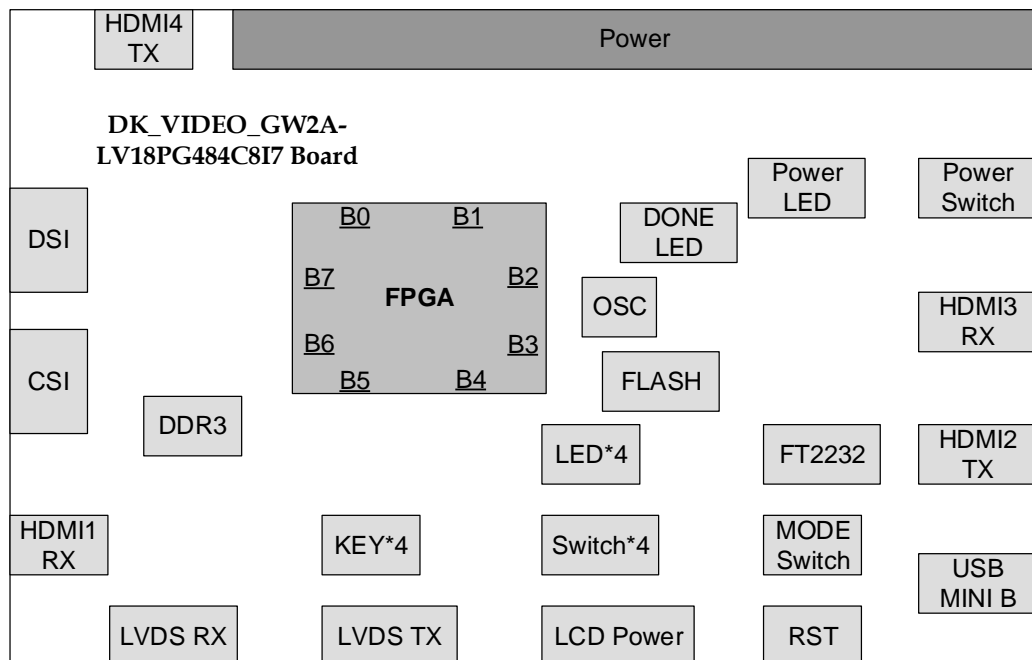 HDMI4
TX
Power
DK_VIDEO_GW2A-
LV18PG484C8I7 Board
Power
LED
Power
Switch
DSI
B0
B1
DONE
LED
B7
FPGA
B2
OSC
HDMI3
RX
B6
B3
CSI
B5
B4
FLASH
DDR3
LED*4
FT2232
HDMI2
TX
HDMI1
RX
KEY*4
Switch*4
MODE
Switch
USB
MINI B
LVDS RX
LVDS TX
LCD Power
RST